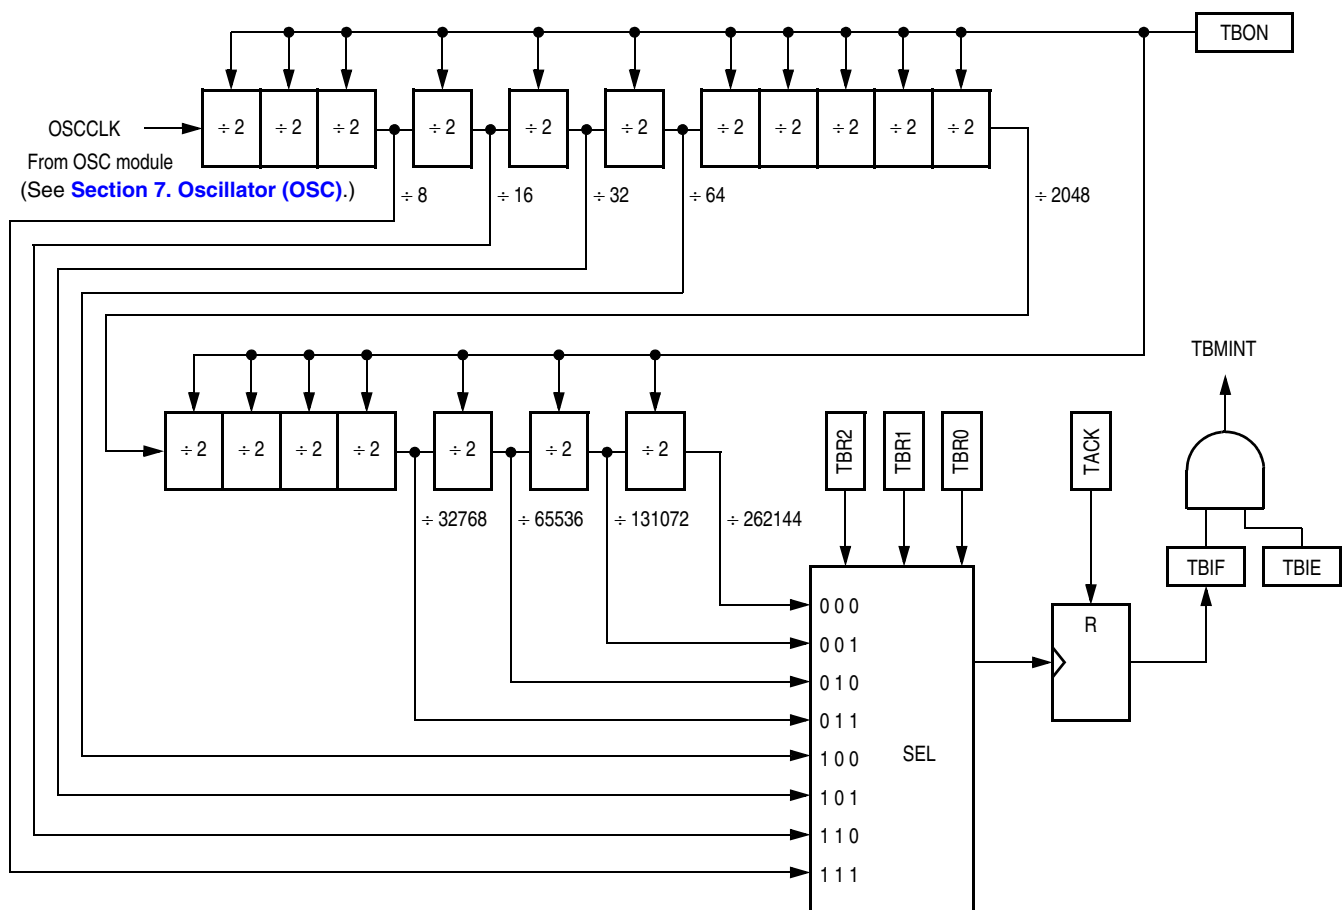 TBON
OSCCLK
÷ 2
÷ 2
÷ 2
÷ 2
÷ 2
÷ 2
÷ 2
÷ 2
÷ 2
÷ 2
÷ 2
From OSC module
(See Section 7. Oscillator (OSC).)
÷ 8
÷ 16
÷ 32
÷ 64
÷ 2048
TBMINT
÷ 2
÷ 2
÷ 2
÷ 2
÷ 2
÷ 2
÷ 2
TBR2
TBR1
TBR0
TACK
÷ 32768
÷ 65536
÷ 131072
÷ 262144
TBIF
TBIE
R
0 0 0
0 0 1
0 1 0
0 1 1
1 0 0
SEL
1 0 1
1 1 0
1 1 1